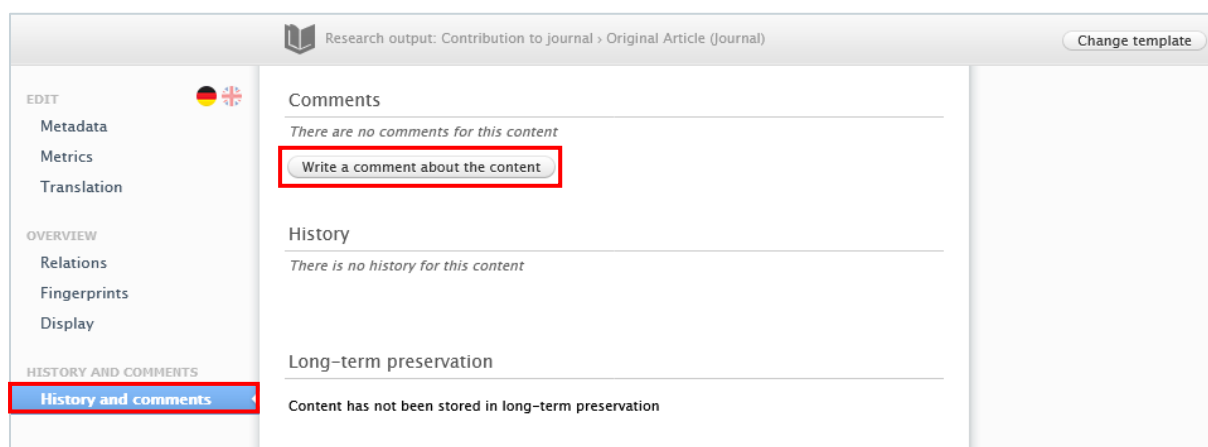 Research output: Contribution to journal › Original Article (Journal)
Change template
EDIT
Metadata
Metrics
Translation
OVERVIEW
Relations
Fingerprints
Display
HISTORY AND COMMENTS
History and comments
Comments
There are no comments for this content
Write a comment about the content
History
There is no history for this content
Long-term preservation
Content has not been stored in long-term preservation